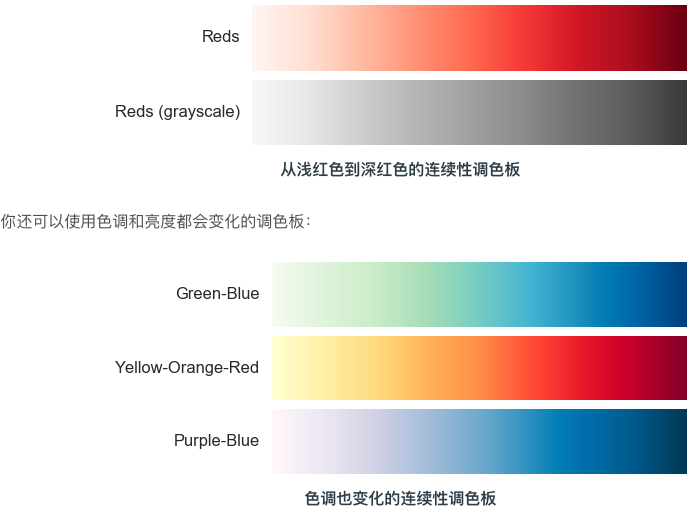 Reds
Reds (grayscale)
从浅红色到深红色的连续性调色板
你还可以使用色调和亮度都会变化的调色板：
Green-Blue
Yellow-Orange-Red
Purple-Blue
色调也变化的连续性调色板